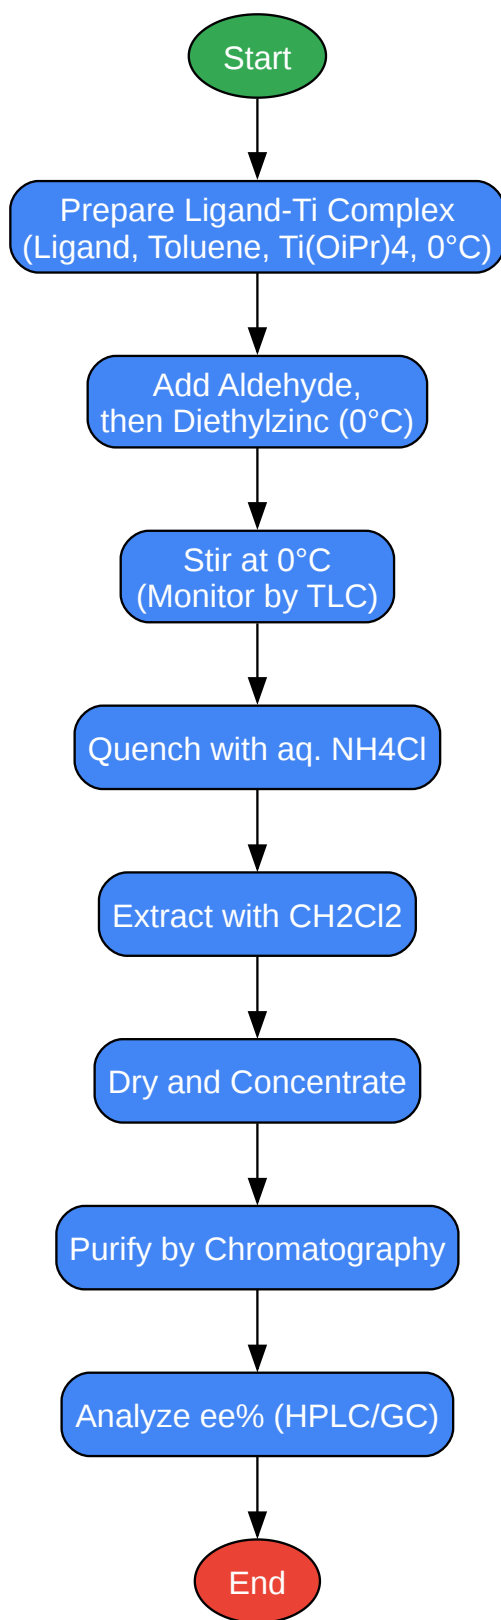 Start
Prepare Ligand-Ti Complex
(Ligand, Toluene, Ti(OiPr)4, 0°C)
Add Aldehyde,
then Diethylzinc (0°C)
Stir at 0°C
(Monitor by TLC)
Quench with aq. NH4Cl
Extract with CH2Cl2
Dry and Concentrate
Purify by Chromatography
Analyze ee% (HPLC/GC)
End